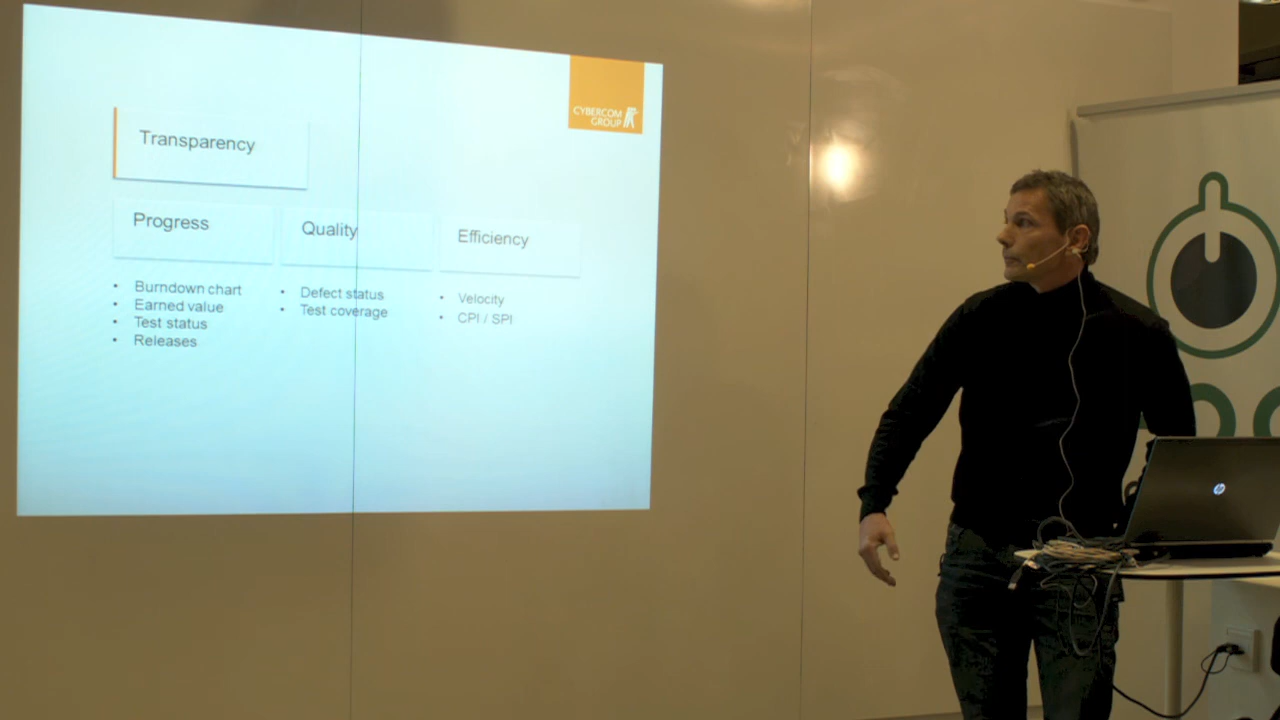 CYBERCOM
GROUP
Transparency
Progress
Quality
Efficiency
• Burndown chart
• Earned value
• Test status
• Releases
• Defect status
• Test coverage
• Velocity
• CPI / SPI
hp